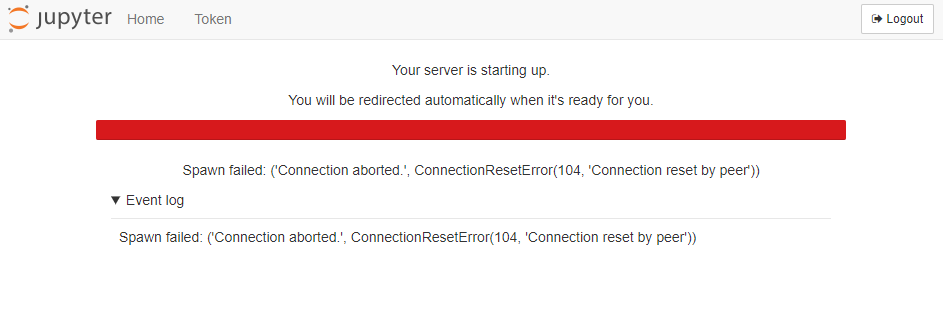 jupyter Home Token Logout
Your server is starting up.
You will be redirected automatically when it's ready for you.
Spawn failed: ('Connection aborted.', ConnectionResetError(104, 'Connection reset by peer'))
Event log
Spawn failed: ('Connection aborted.', ConnectionResetError(104, 'Connection reset by peer'))